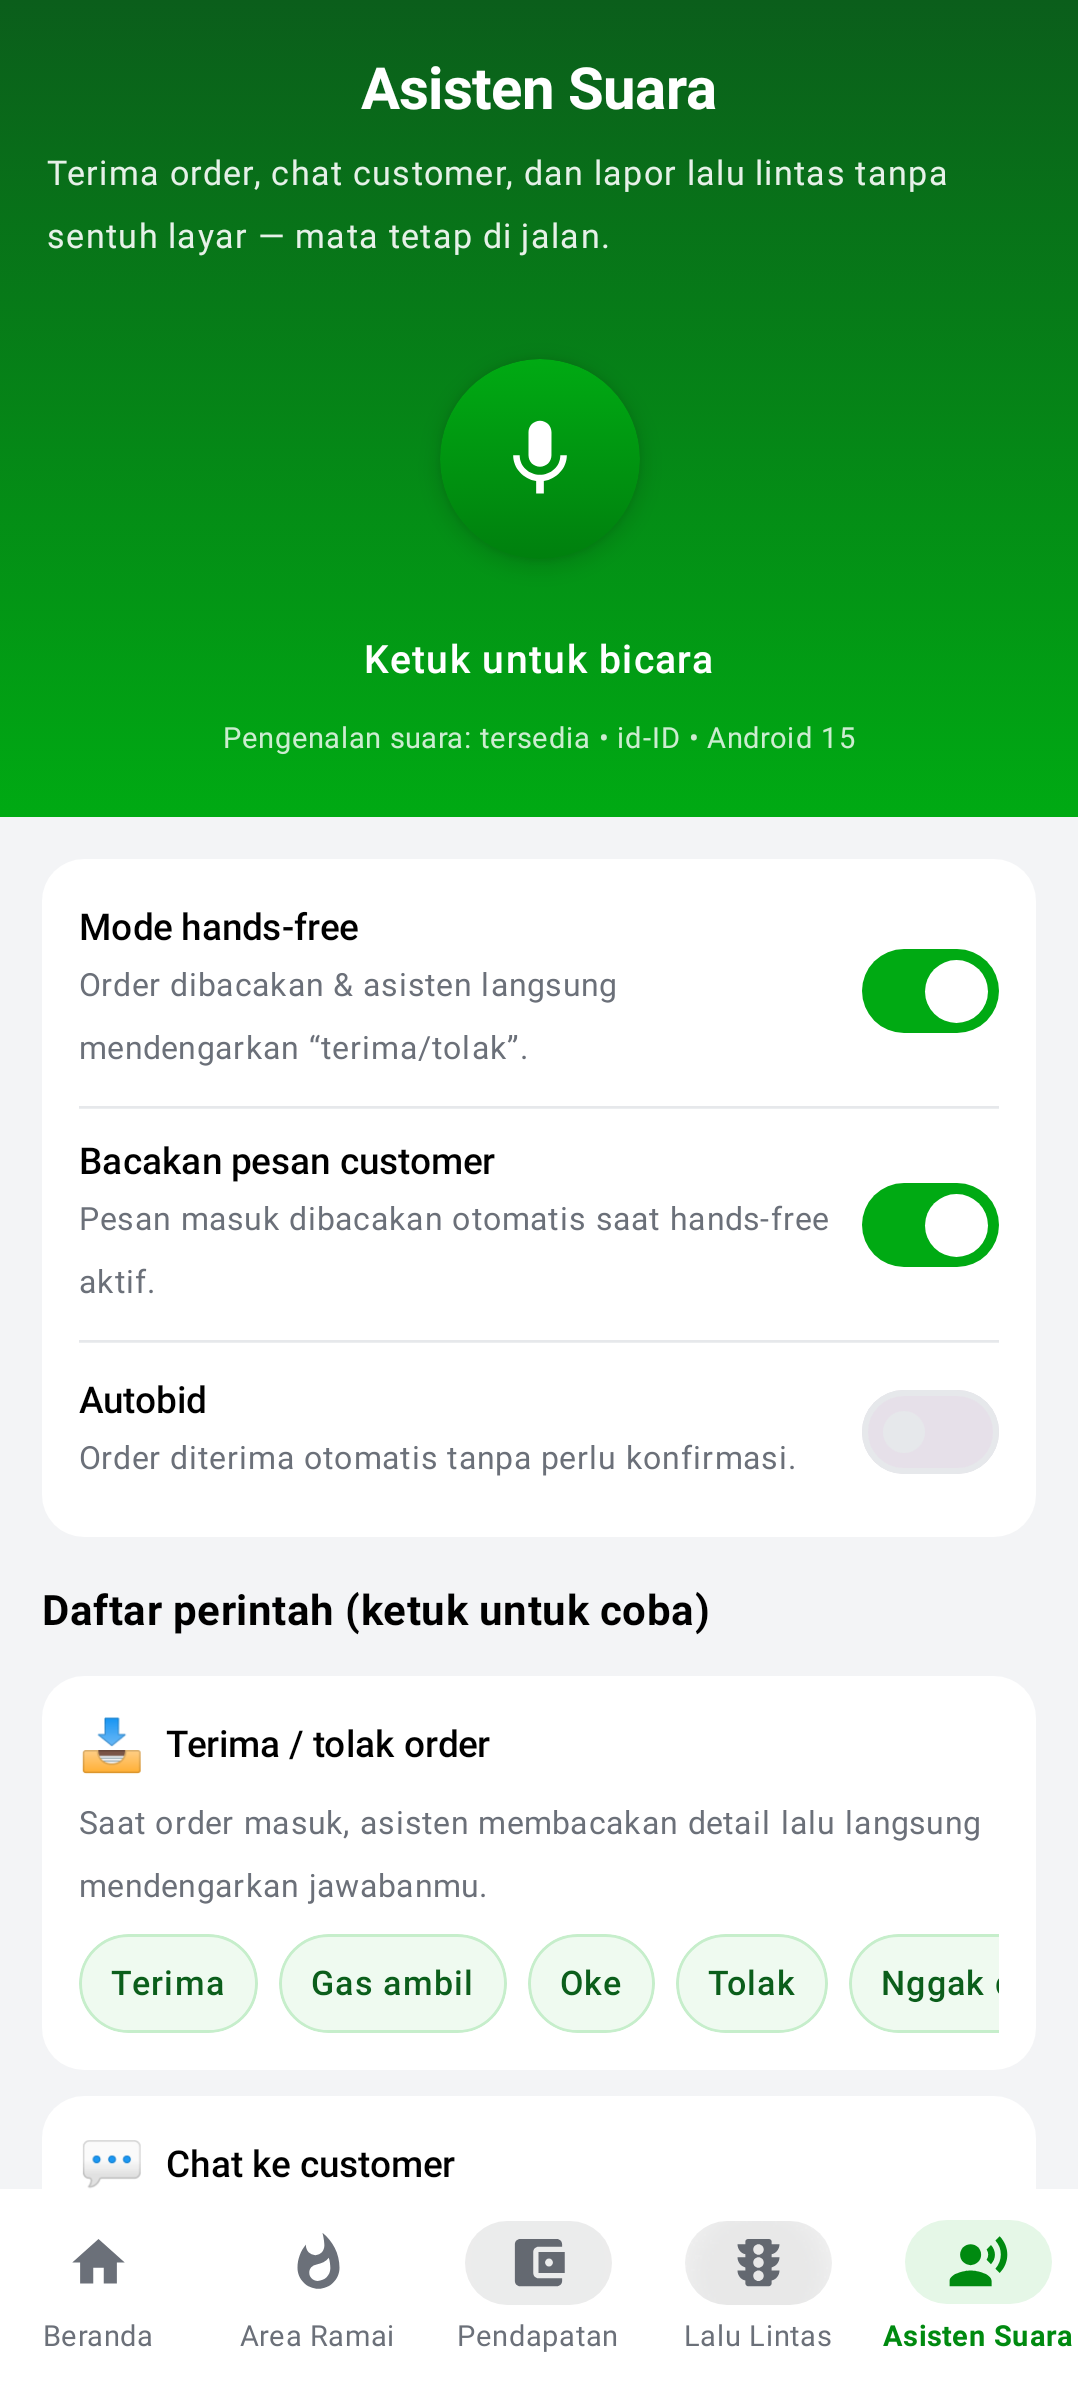 Asisten Suara
Terima order, chat customer, dan lapor lalu lintas tanpa
sentuh layar — mata tetap di jalan.
Ketuk untuk bicara
Pengenalan suara: tersedia • id-ID • Android 15
Mode hands-free
Order dibacakan & asisten langsung
mendengarkan “terima/tolak”.
Bacakan pesan customer
Pesan masuk dibacakan otomatis saat hands-free
aktif.
Autobid
Order diterima otomatis tanpa perlu konfirmasi.
Daftar perintah (ketuk untuk coba)
Terima / tolak order
Saat order masuk, asisten membacakan detail lalu langsung
mendengarkan jawabanmu.
Terima Gas ambil Oke Tolak Nggak
Chat ke customer
Beranda Area Ramai Pendapatan Lalu Lintas Asisten Suara